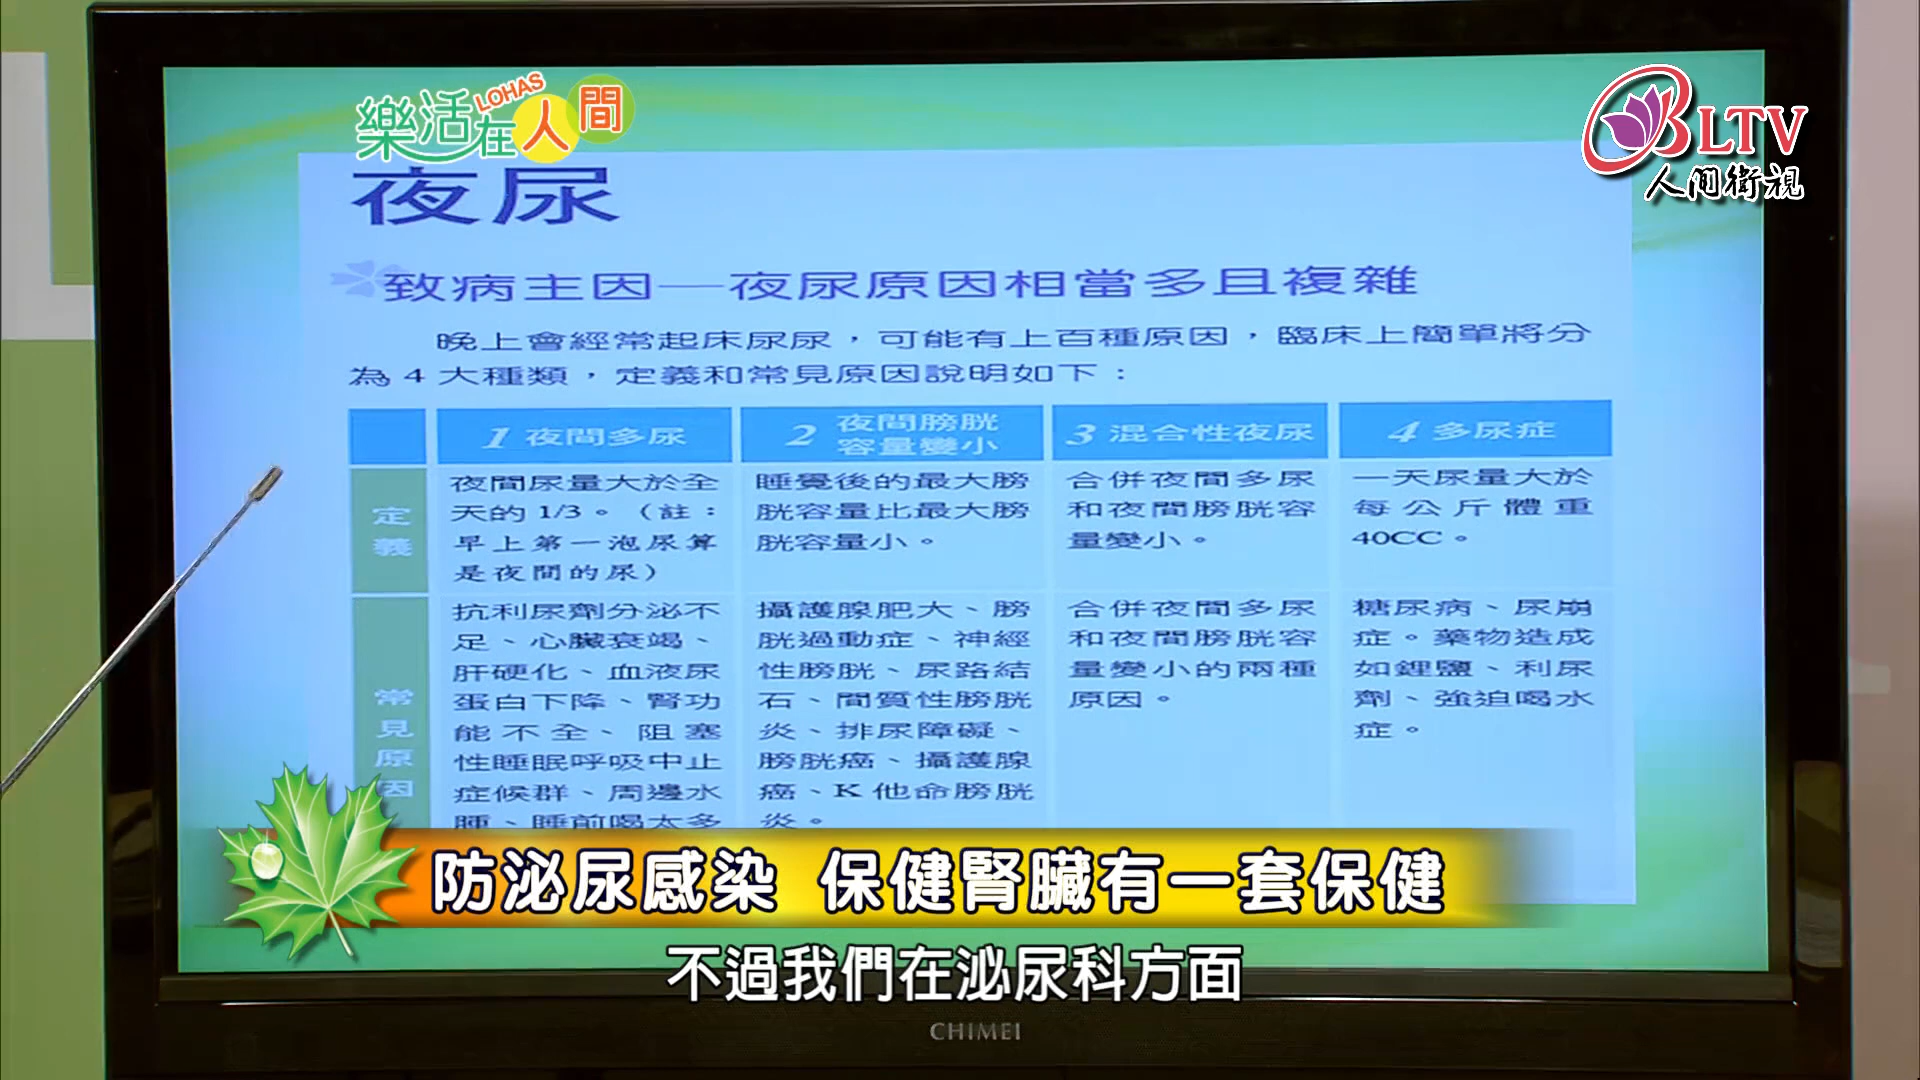 樂活在人間
LOHAS
BLTV
人間衛視
夜尿
致病主因—夜尿原因相當多且複雜
晚上會經常起床尿尿，可能有上百種原因，臨床上簡單將分
為 4 大種類，定義和常見原因說明如下：
1 夜間多尿
2 夜間膀胱
容量變小
3 混合性夜尿
4 多尿症
定義
夜間尿量大於全
天的 1/3。（註：
早上第一泡尿算
是夜間的尿）
睡覺後的最大膀
胱容量比最大膀
胱容量小。
合併夜間多尿
和夜間膀胱容
量變小。
一天尿量大於
每公斤體重
40CC。
常見原因
抗利尿劑分泌不
足、心臟衰竭、
肝硬化、血液尿
蛋白下降、腎功
能不全、阻塞
性睡眠呼吸中止
症候群、周邊水
腫、睡前喝太多
攝護腺肥大、膀
胱過動症、神經
性膀胱、尿路結
石、間質性膀胱
炎、排尿障礙、
膀胱癌、攝護腺
癌、K 他命膀胱
炎。
合併夜間多尿
和夜間膀胱容
量變小的兩種
原因。
糖尿病、尿崩
症。藥物造成
如鋰鹽、利尿
劑、強迫喝水
症。
防泌尿感染 保健腎臟有一套保健
不過我們在泌尿科方面
CHIMEI